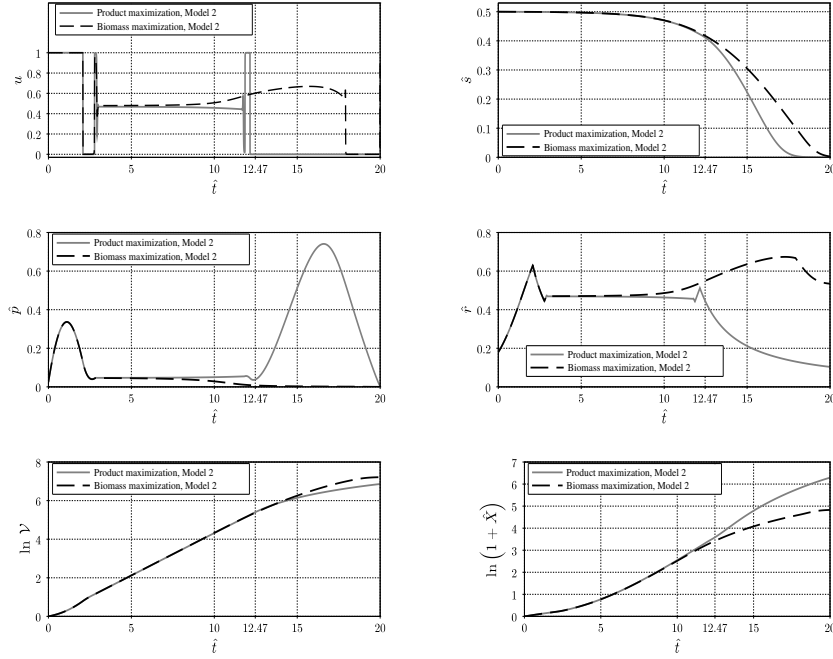 Product maximization, Model 2
Biomass maximization, Model 2
1
0.8
0.6
0.4
0.2
0
u
0 5 10 12.47 15 20
t̂
0.5
0.4
0.3
0.2
0.1
0
ŝ
Product maximization, Model 2
Biomass maximization, Model 2
0 5 10 12.47 15 20
t̂
0.8
0.6
0.4
0.2
0
p̂
Product maximization, Model 2
Biomass maximization, Model 2
0 5 10 12.47 15 20
t̂
0.8
0.6
0.4
0.2
0
r̂
Product maximization, Model 2
Biomass maximization, Model 2
0 5 10 12.47 15 20
t̂
8
6
4
2
0
ln 𝒱
Product maximization, Model 2
Biomass maximization, Model 2
0 5 10 12.47 15 20
t̂
7
6
5
4
3
2
1
0
ln (1 + X̂)
Product maximization, Model 2
Biomass maximization, Model 2
0 5 10 12.47 15 20
t̂